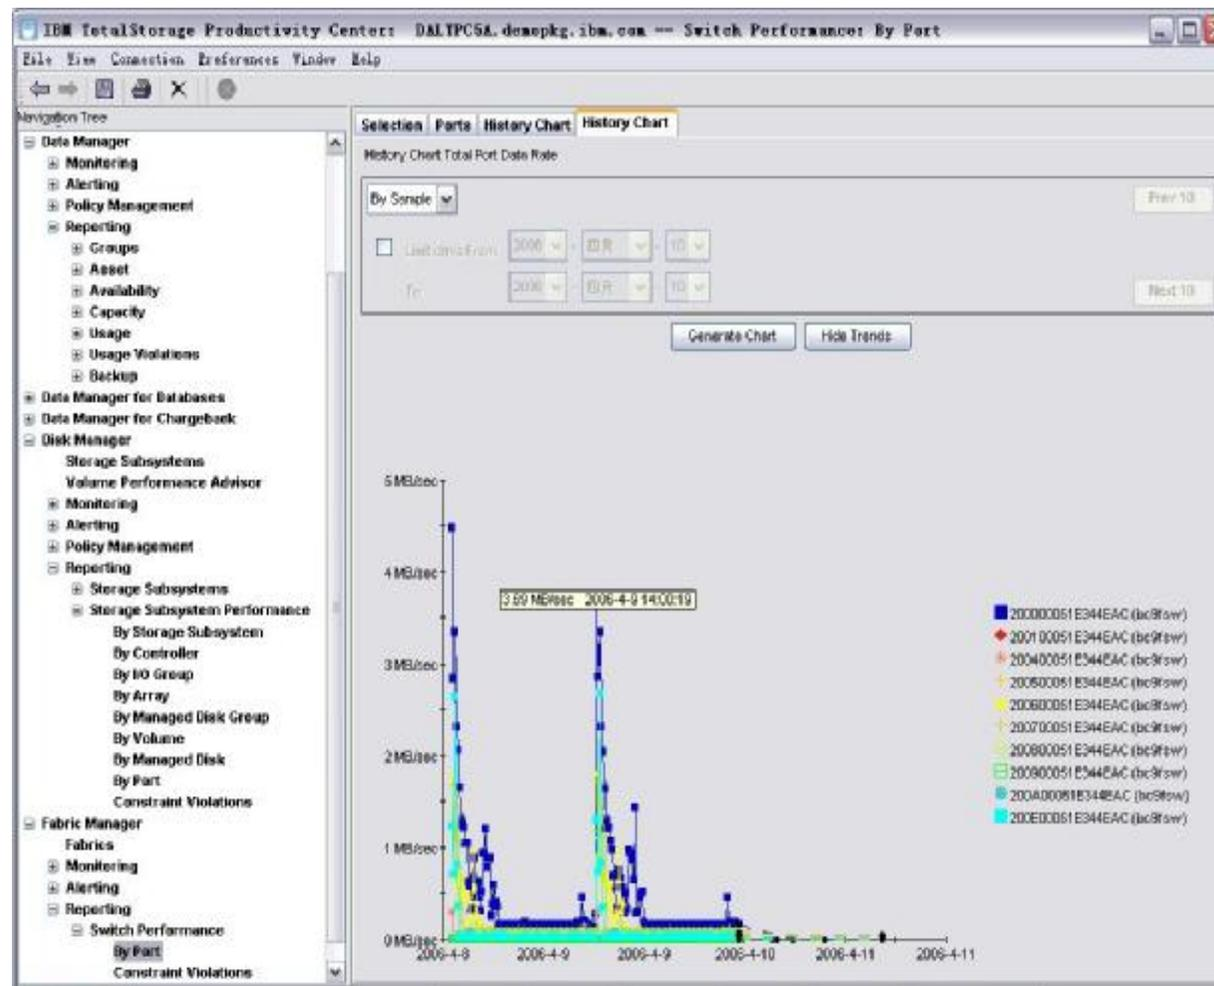 IBM TotalStorage Productivity Center: DALTPC5A.demopkg.ibm.com -- Switch Performance: By Port
File View Connection Preferences Window Help
Navigation Tree
Data Manager
Monitoring
Alerting
Policy Management
Reporting
Groups
Asset
Availability
Capacity
Usage
Usage Violations
Backup
Data Manager for Databases
Data Manager for Chargeback
Disk Manager
Storage Subsystems
Volume Performance Advisor
Monitoring
Alerting
Policy Management
Reporting
Storage Subsystems
Storage Subsystem Performance
By Storage Subsystem
By Controller
By I/O Group
By Array
By Managed Disk Group
By Volume
By Managed Disk
By Port
Constraint Violations
Fabric Manager
Fabrics
Monitoring
Alerting
Reporting
Switch Performance
By Port
Constraint Violations
Selection Ports History Chart History Chart
History Chart Total Port Data Rate
By Sample
Prev 10
Limit days From 2006 - 四月 - 10
To 2006 - 四月 - 10
Next 10
Generate Chart Hide Trends
5 MB/sec
4 MB/sec
3 MB/sec
2 MB/sec
1 MB/sec
0 MB/sec
3.69 MB/sec 2006-4-9 14:00:19
2006-4-8 2006-4-9 2006-4-9 2006-4-10 2006-4-11 2006-4-11
200000051E344EAC (bc9fsw)
200100051E344EAC (bc9fsw)
200400051E344EAC (bc9fsw)
200500051E344EAC (bc9fsw)
200600051E344EAC (bc9fsw)
200700051E344EAC (bc9fsw)
200800051E344EAC (bc9fsw)
200900051E344EAC (bc9fsw)
200A00051E344EAC (bc9fsw)
200E00051E344EAC (bc9fsw)